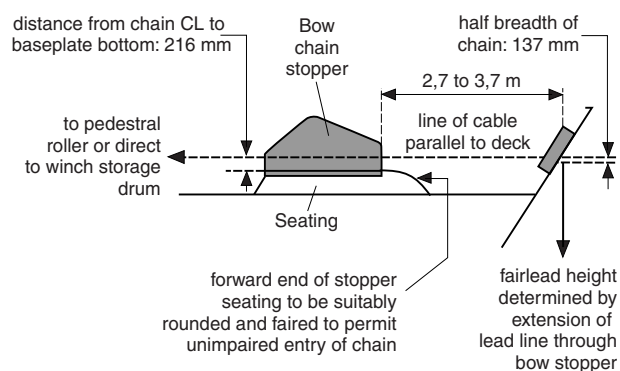 distance from chain CL to
baseplate bottom: 216 mm
Bow
chain
stopper
half breadth of
chain: 137 mm
2,7 to 3,7 m
to pedestral
roller or direct
to winch storage
drum
line of cable
parallel to deck
Seating
forward end of stopper
seating to be suitably
rounded and faired to permit
unimpaired entry of chain
fairlead height
determined by
extension of
lead line through
bow stopper